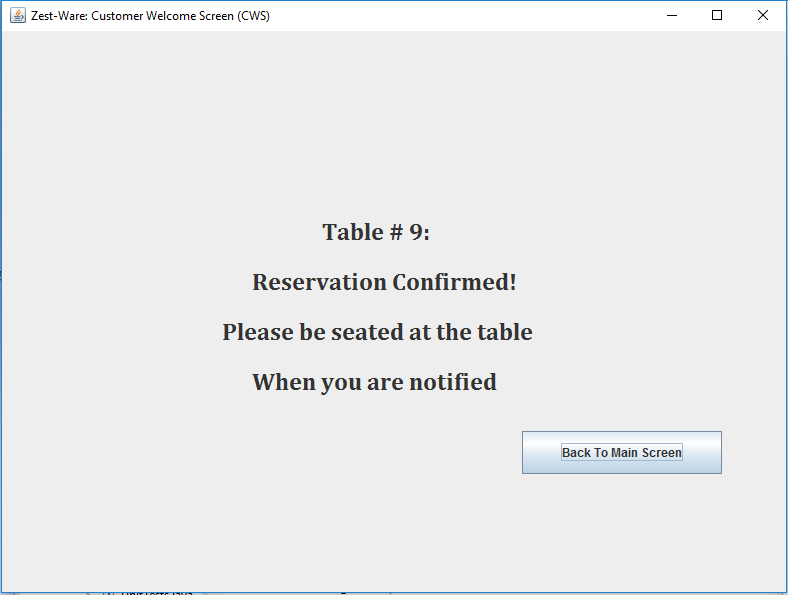 Zest-Ware: Customer Welcome Screen (CWS)
Table # 9:
Reservation Confirmed!
Please be seated at the table
When you are notified
Back To Main Screen